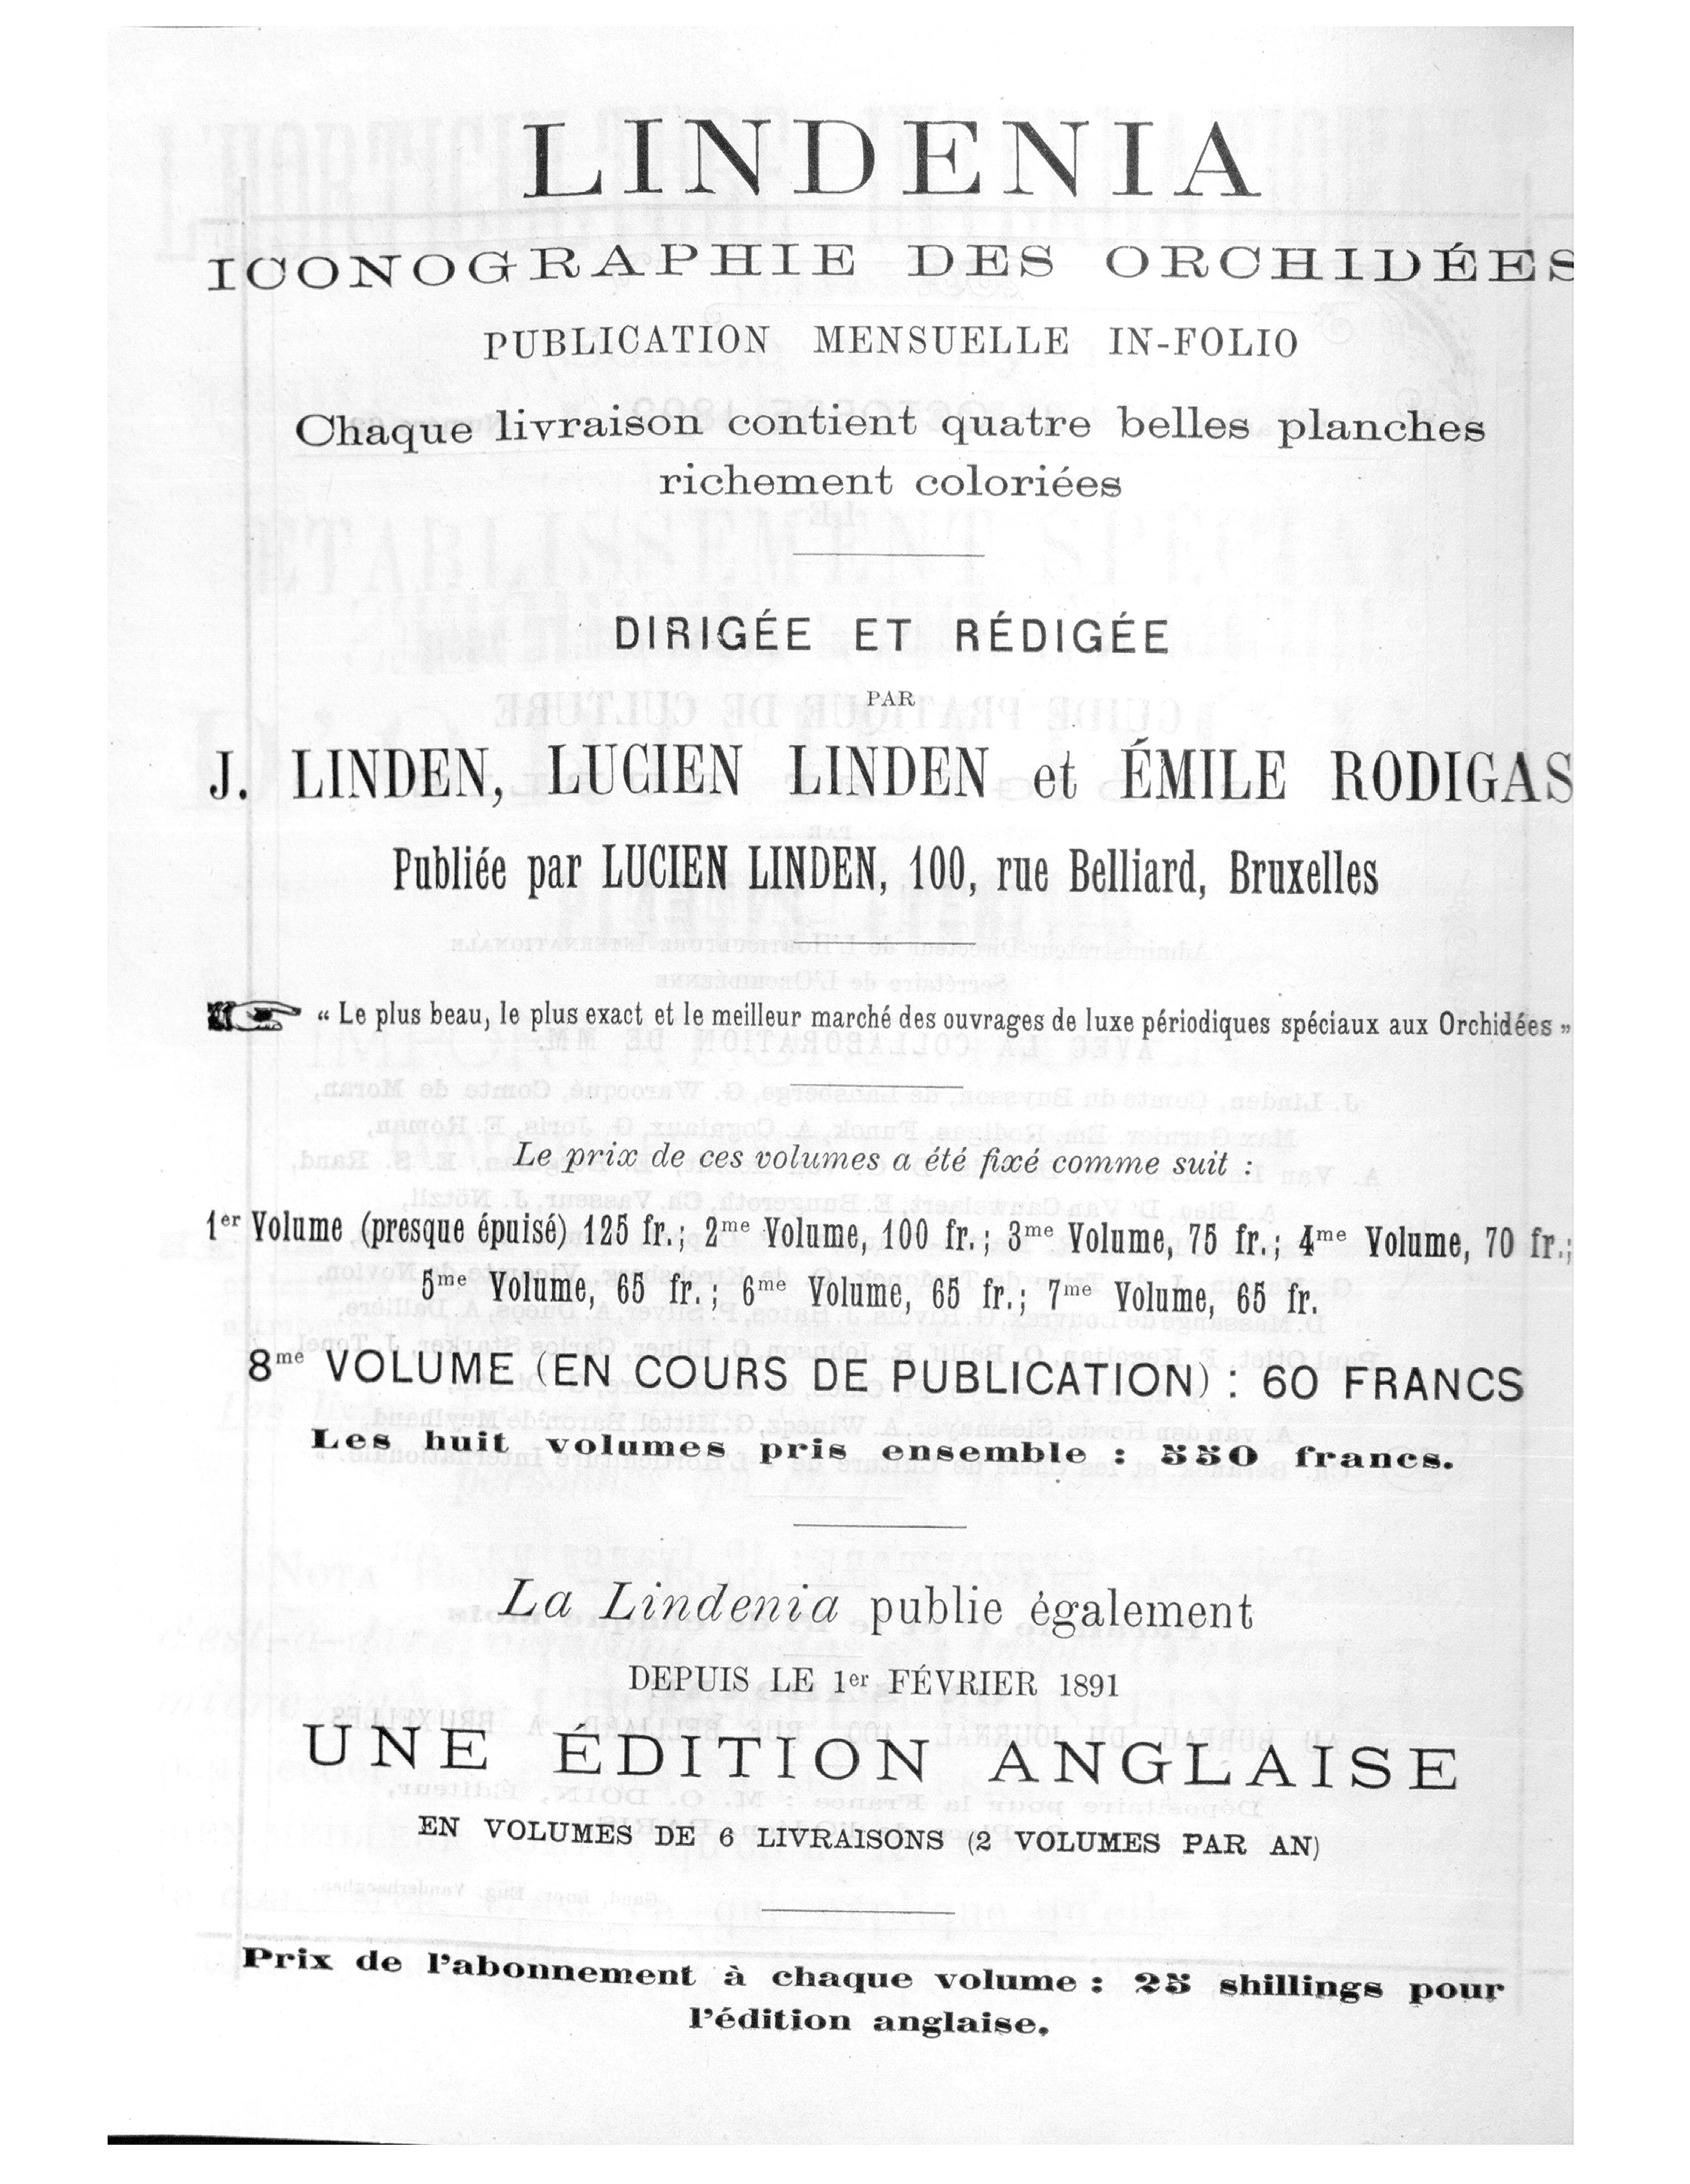 LINDENIA
ICONOGRAPHIE DES ORCHIDÉES
PUBLICATION MENSUELLE IN-FOLIO
Chaque livraison contient quatre belles planches
richement coloriées
DIRIGÉE ET RÉDIGÉE
PAR
J. LINDEN, LUCIEN LINDEN et ÉMILE RODIGAS
Publiée par LUCIEN LINDEN, 100, rue Belliard, Bruxelles
☞ « Le plus beau, le plus exact et le meilleur marché des ouvrages de luxe périodiques spéciaux aux Orchidées »
Le prix de ces volumes a été fixé comme suit :
1er Volume (presque épuisé) 125 fr.; 2me Volume, 100 fr.; 3me Volume, 75 fr.; 4me Volume, 70 fr.;
5me Volume, 65 fr.; 6me Volume, 65 fr.; 7me Volume, 65 fr.
8me VOLUME (EN COURS DE PUBLICATION) : 60 FRANCS
Les huit volumes pris ensemble : 550 francs.
La Lindenia publie également
DEPUIS LE 1er FÉVRIER 1891
UNE ÉDITION ANGLAISE
EN VOLUMES DE 6 LIVRAISONS (2 VOLUMES PAR AN)
Prix de l'abonnement à chaque volume : 25 shillings pour
l'édition anglaise.